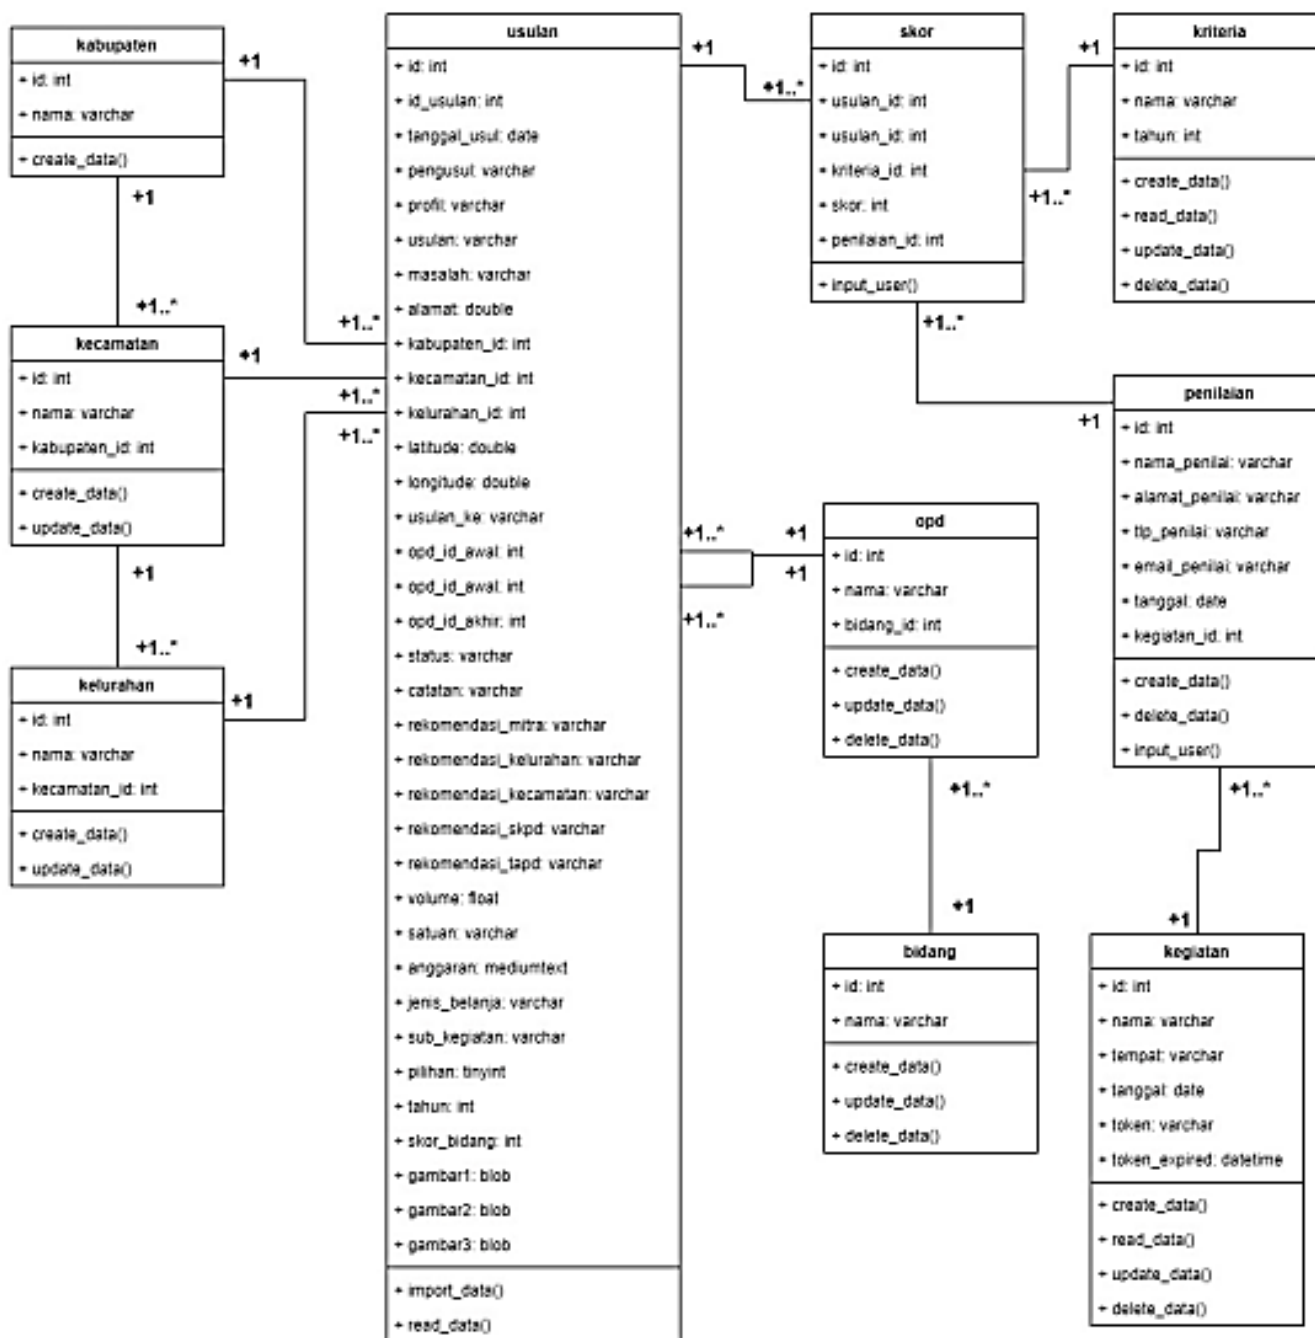 kabupaten
+ id: int
+ nama: varchar
+ create_data()
+1
+1
+1..*
+1..*
kecamatan
+ id: int
+ nama: varchar
+ kabupaten_id: int
+ create_data()
+ update_data()
+1
+1..*
+1
+1..*
kelurahan
+ id: int
+ nama: varchar
+ kecamatan_id: int
+ create_data()
+ update_data()
+1
+1..*
usulan
+ id: int
+ id_usulan: int
+ tanggal_usul: date
+ pengusul: varchar
+ profil: varchar
+ usulan: varchar
+ masalah: varchar
+ alamat: double
+ kabupaten_id: int
+ kecamatan_id: int
+ kelurahan_id: int
+ latitude: double
+ longitude: double
+ usulan_ke: varchar
+ opd_id_awal: int
+ opd_id_awal: int
+ opd_id_akhir: int
+ status: varchar
+ catatan: varchar
+ rekomendasi_mitra: varchar
+ rekomendasi_kelurahan: varchar
+ rekomendasi_kecamatan: varchar
+ rekomendasi_skpd: varchar
+ rekomendasi_tapd: varchar
+ volume: float
+ satuan: varchar
+ anggaran: mediumtext
+ jenis_belanja: varchar
+ sub_kegiatan: varchar
+ pilihan: tinyint
+ tahun: int
+ skor_bidang: int
+ gambar1: blob
+ gambar2: blob
+ gambar3: blob
+ import_data()
+ read_data()
+1
+1..*
skor
+ id: int
+ usulan_id: int
+ usulan_id: int
+ kriteria_id: int
+ skor: int
+ penilaian_id: int
+ input_user()
+1
+1..*
kriteria
+ id: int
+ nama: varchar
+ tahun: int
+ create_data()
+ read_data()
+ update_data()
+ delete_data()
+1..*
+1
penilaian
+ id: int
+ nama_penilai: varchar
+ alamat_penilai: varchar
+ tlp_penilai: varchar
+ email_penilai: varchar
+ tanggal: date
+ kegiatan_id: int
+ create_data()
+ delete_data()
+ input_user()
+1..*
+1
+1
+1..*
opd
+ id: int
+ nama: varchar
+ bidang_id: int
+ create_data()
+ update_data()
+ delete_data()
+1..*
+1
bidang
+ id: int
+ nama: varchar
+ create_data()
+ update_data()
+ delete_data()
+1..*
+1
kegiatan
+ id: int
+ nama: varchar
+ tempat: varchar
+ tanggal: date
+ token: varchar
+ token_expired: datetime
+ create_data()
+ read_data()
+ update_data()
+ delete_data()